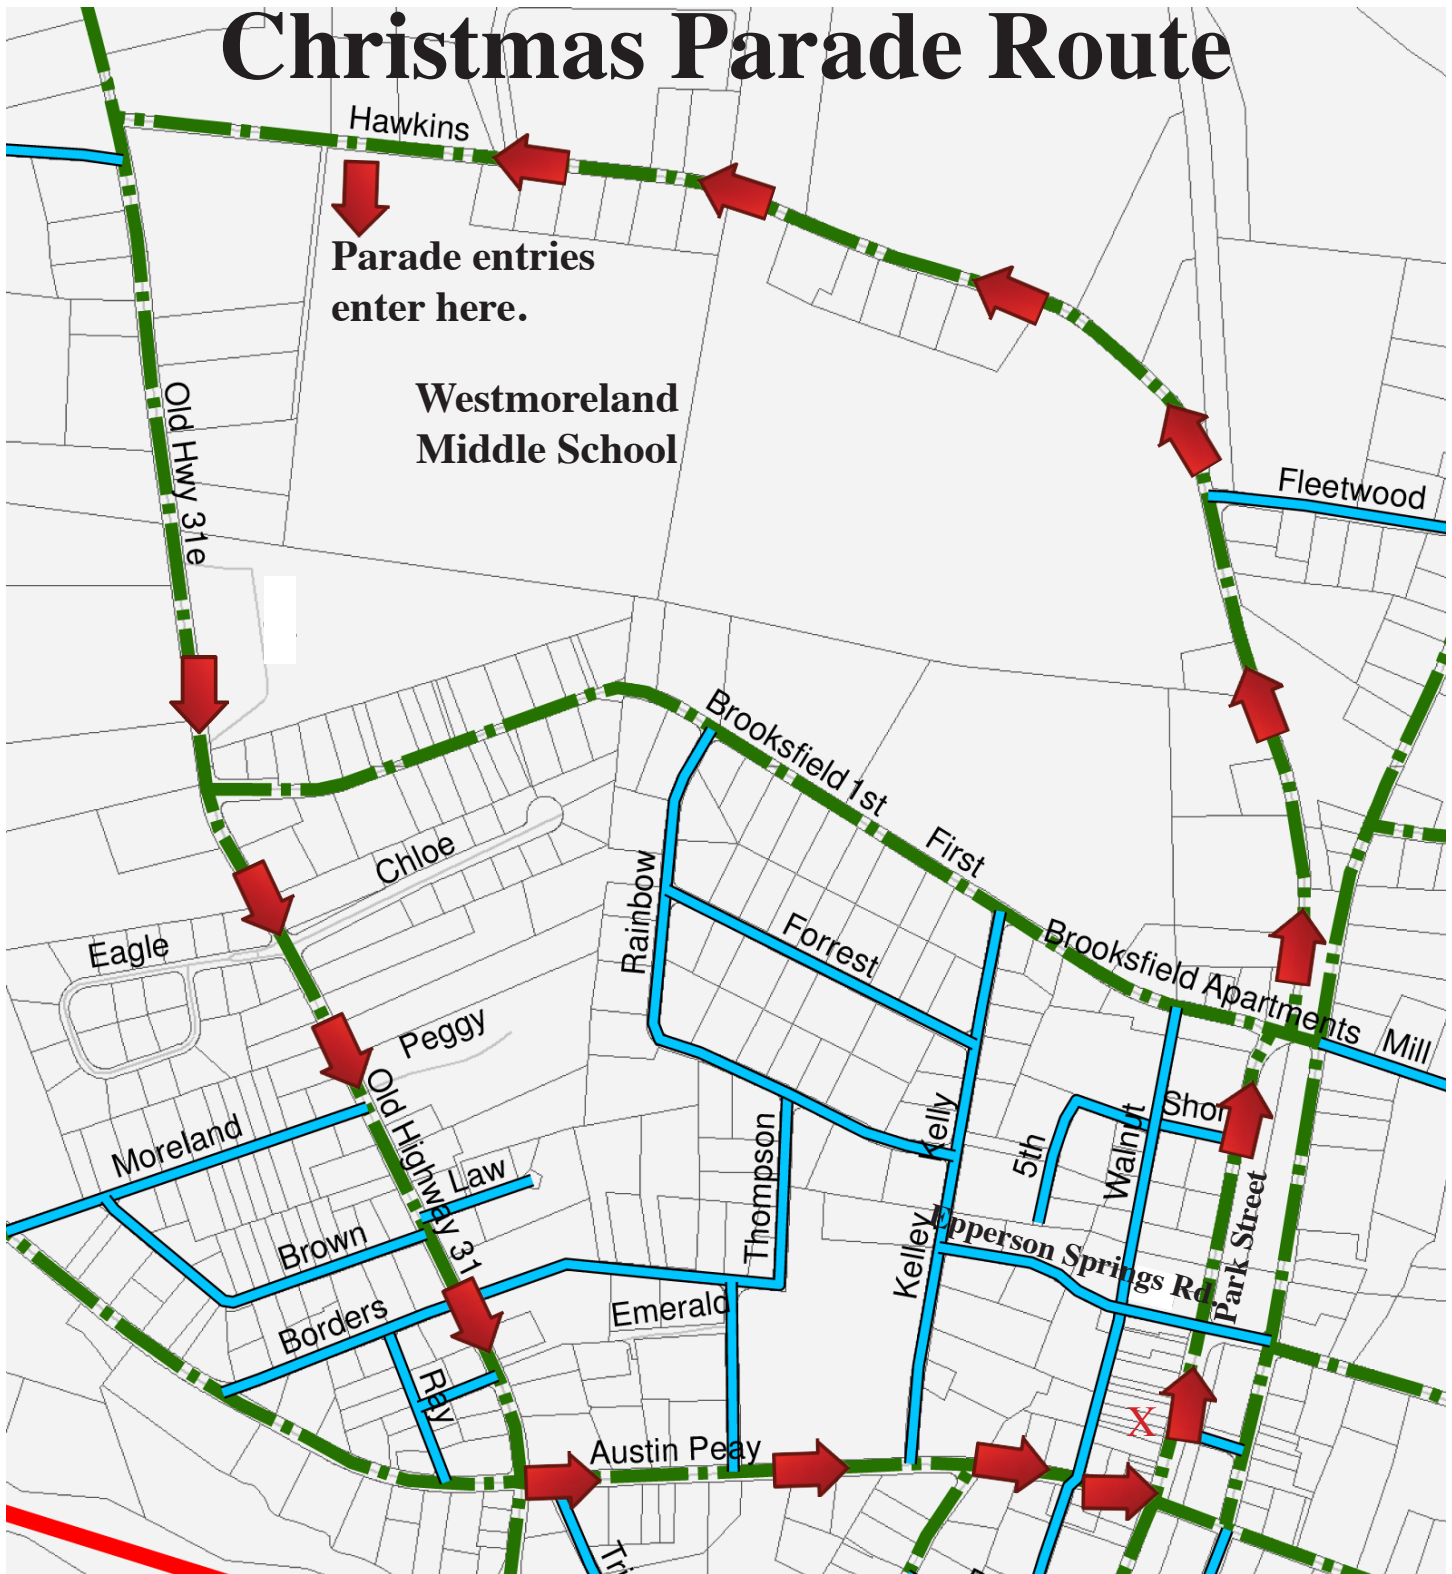 Christmas Parade Route
Hawkins
Parade entries
enter here.
Westmoreland
Middle School
Old Hwy 31e
Fleetwood
Brooksfield 1st
First
Chloe
Rainbow
Forrest
Brooksfield Apartments
Eagle
Mill
Peggy
Old Highway 31
Moreland
Law
Thompson
Kelly
5th
Walnut
Shor
Park Street
Brown
Kelley
Epperson Springs Rd
Borders
Emerald
Ray
X
Austin Peay
Tri